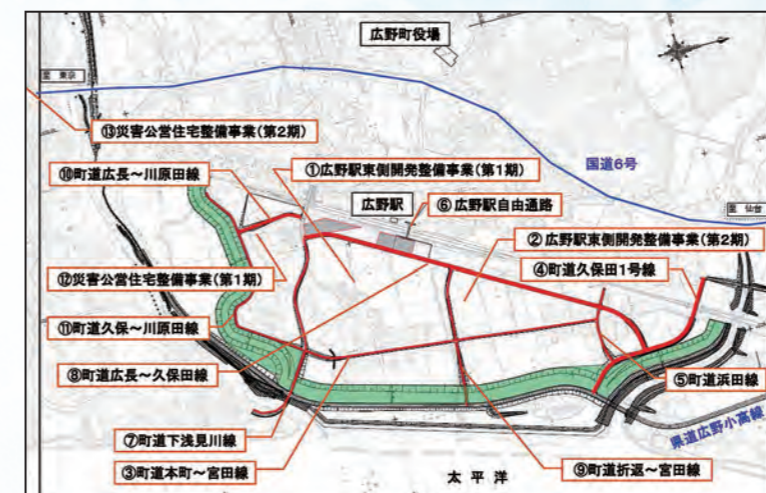 広野町役場
至 東京
⑬災害公営住宅整備事業(第2期)
国道6号
⑩町道広長～川原田線
①広野駅東側開発整備事業(第1期)
広野駅
⑥広野駅自由通路
至 仙台
②広野駅東側開発整備事業(第2期)
④町道久保田1号線
⑫災害公営住宅整備事業(第1期)
⑪町道久保～川原田線
⑧町道広長～久保田線
⑤町道浜田線
県道広野小高線
⑦町道下浅見川線
③町道本町～宮田線
⑨町道折返～宮田線
太平洋